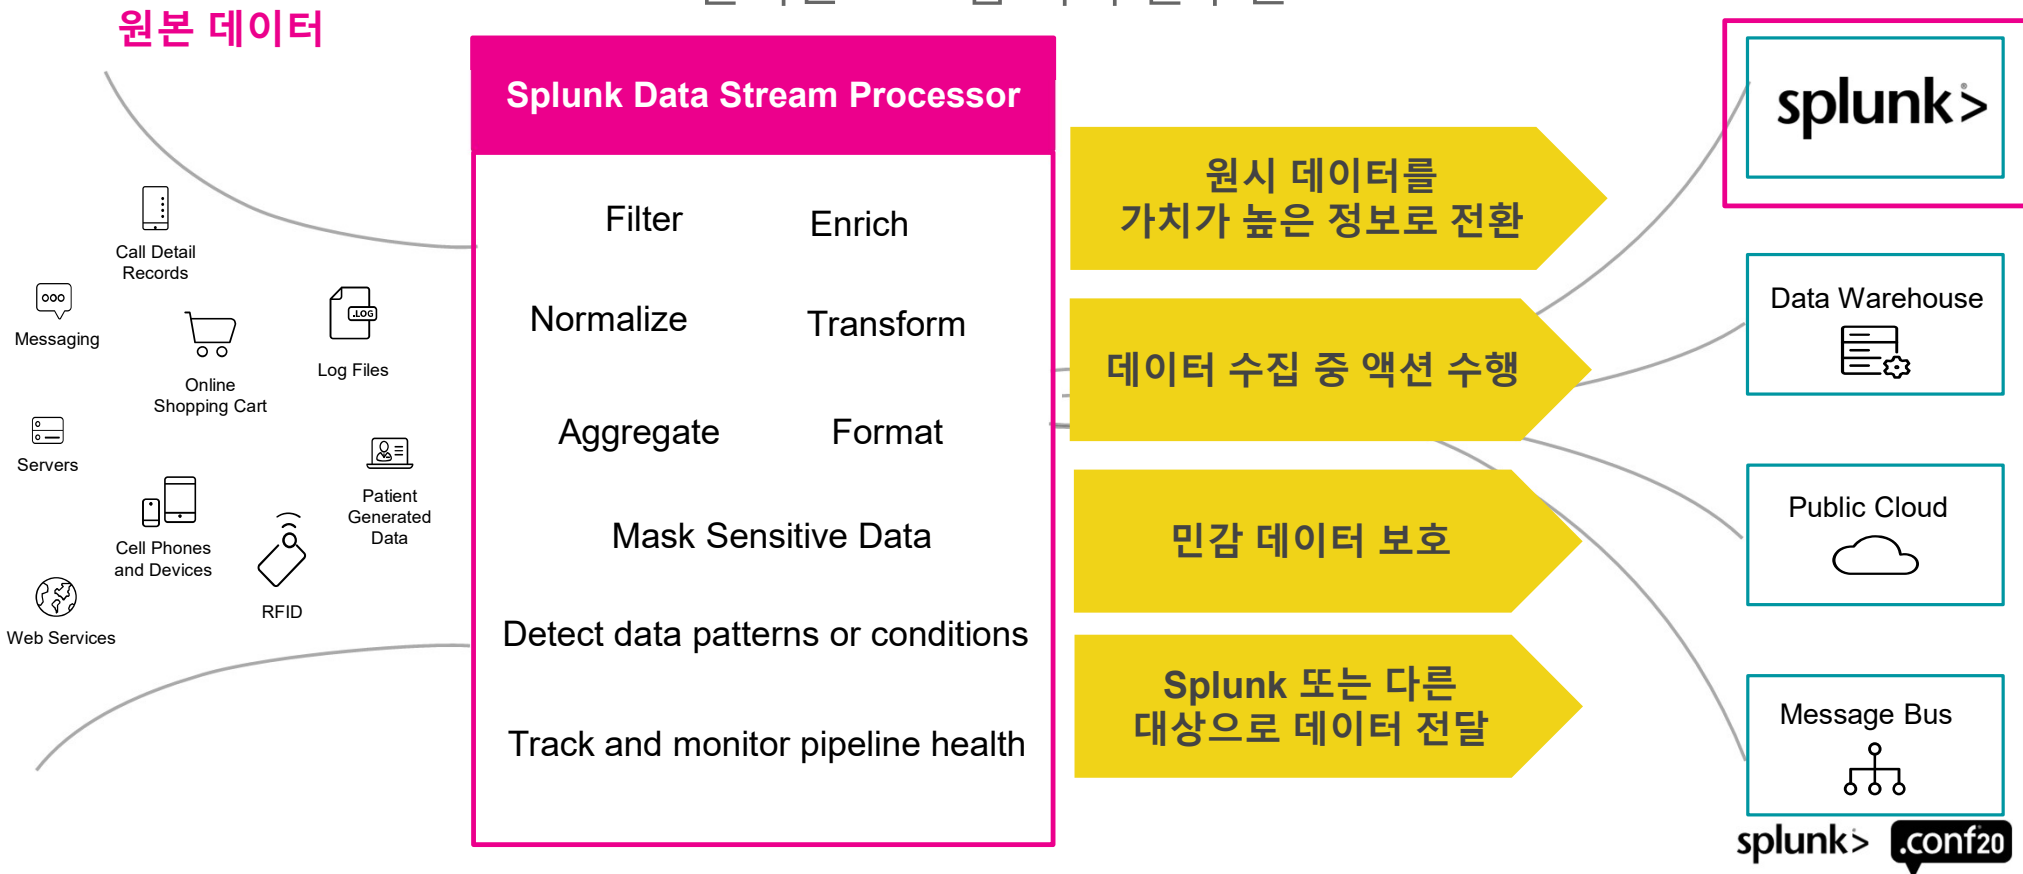 원본 데이터
Call Detail
Records
Messaging
.LOG
Log Files
Online
Shopping Cart
Servers
Patient
Generated
Data
Cell Phones
and Devices
RFID
Web Services
Splunk Data Stream Processor
Filter
Enrich
Normalize
Transform
Aggregate
Format
Mask Sensitive Data
Detect data patterns or conditions
Track and monitor pipeline health
원시 데이터를
가치가 높은 정보로 전환
데이터 수집 중 액션 수행
민감 데이터 보호
Splunk 또는 다른
대상으로 데이터 전달
splunk>
Data Warehouse
Public Cloud
Message Bus
splunk> .conf20